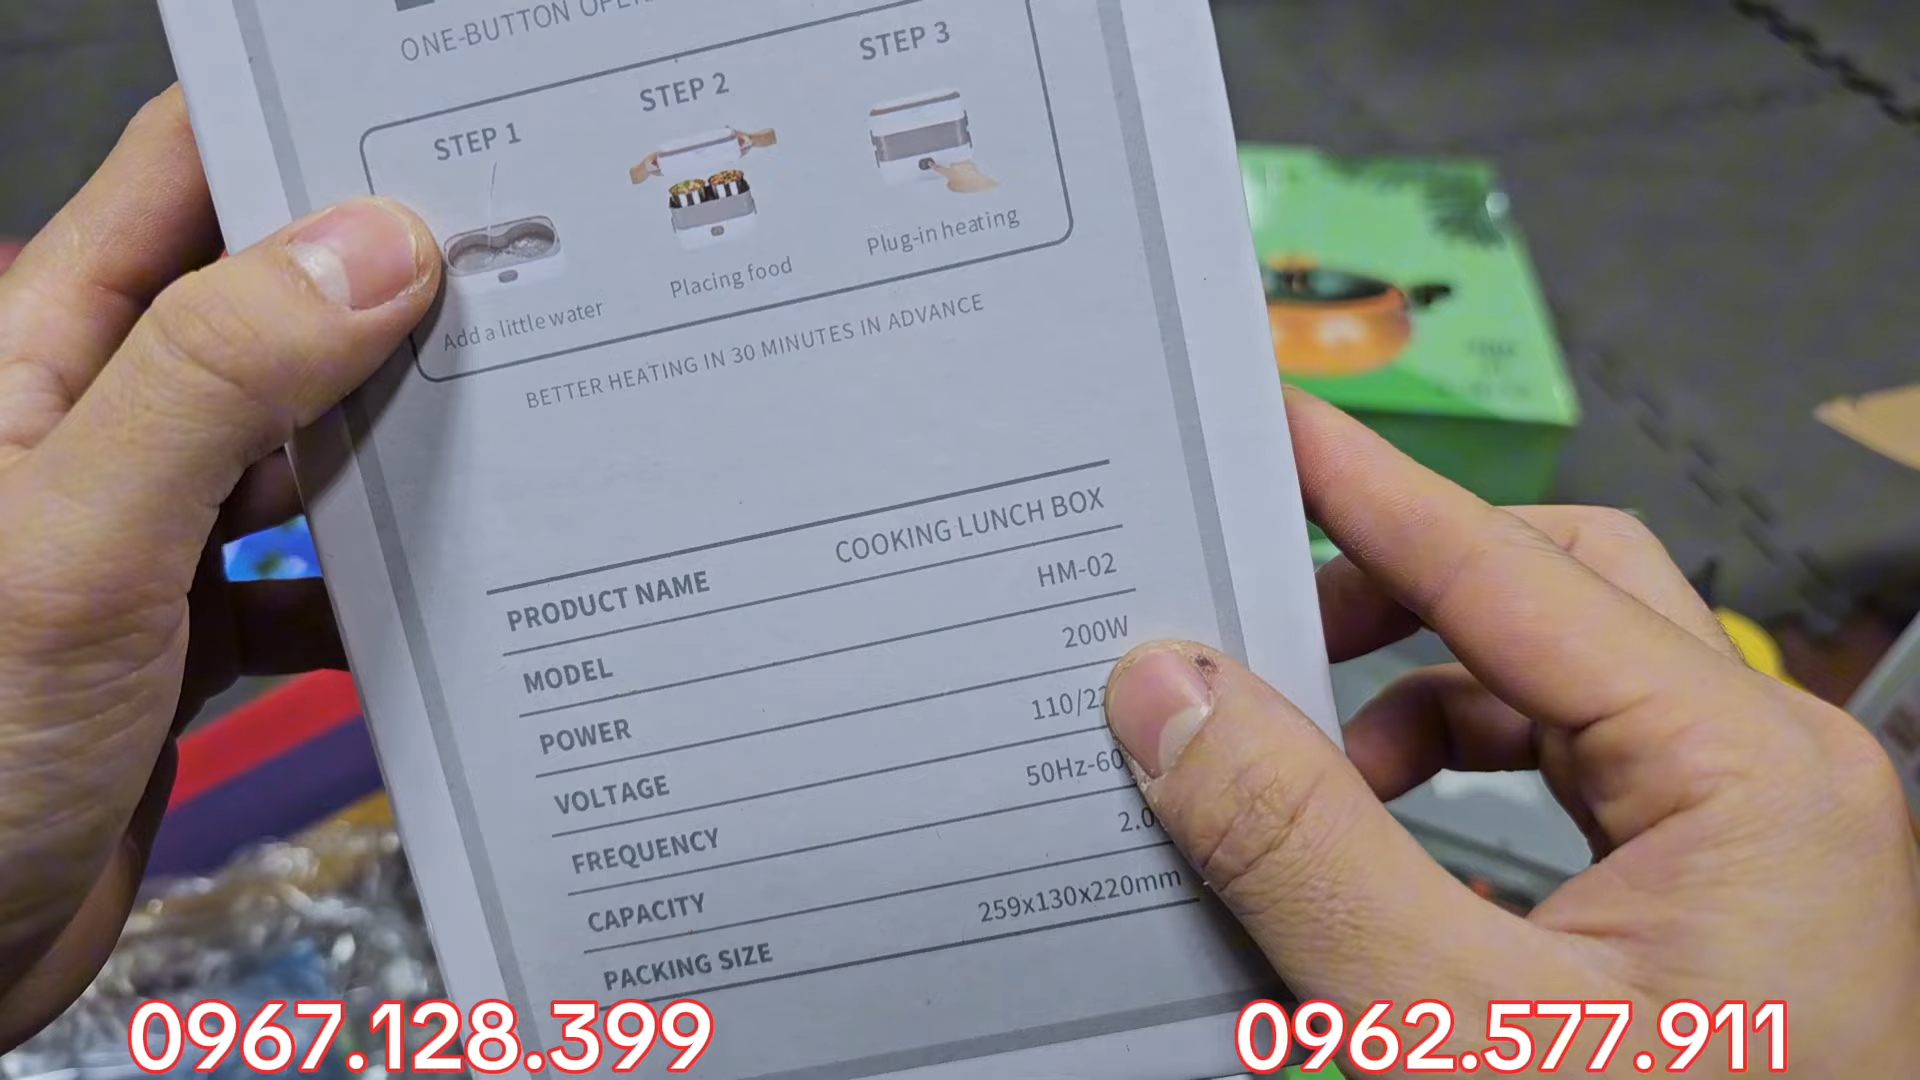 ONE-BUTTON
STEP 1
STEP 2
STEP 3
Add a little water
Placing food
Plug-in heating
BETTER HEATING IN 30 MINUTES IN ADVANCE
PRODUCT NAME COOKING LUNCH BOX
MODEL HM-02
POWER 200W
VOLTAGE 110/22
FREQUENCY 50Hz-60
CAPACITY 2.0
PACKING SIZE 259x130x220mm
0967.128.399
0962.577.911